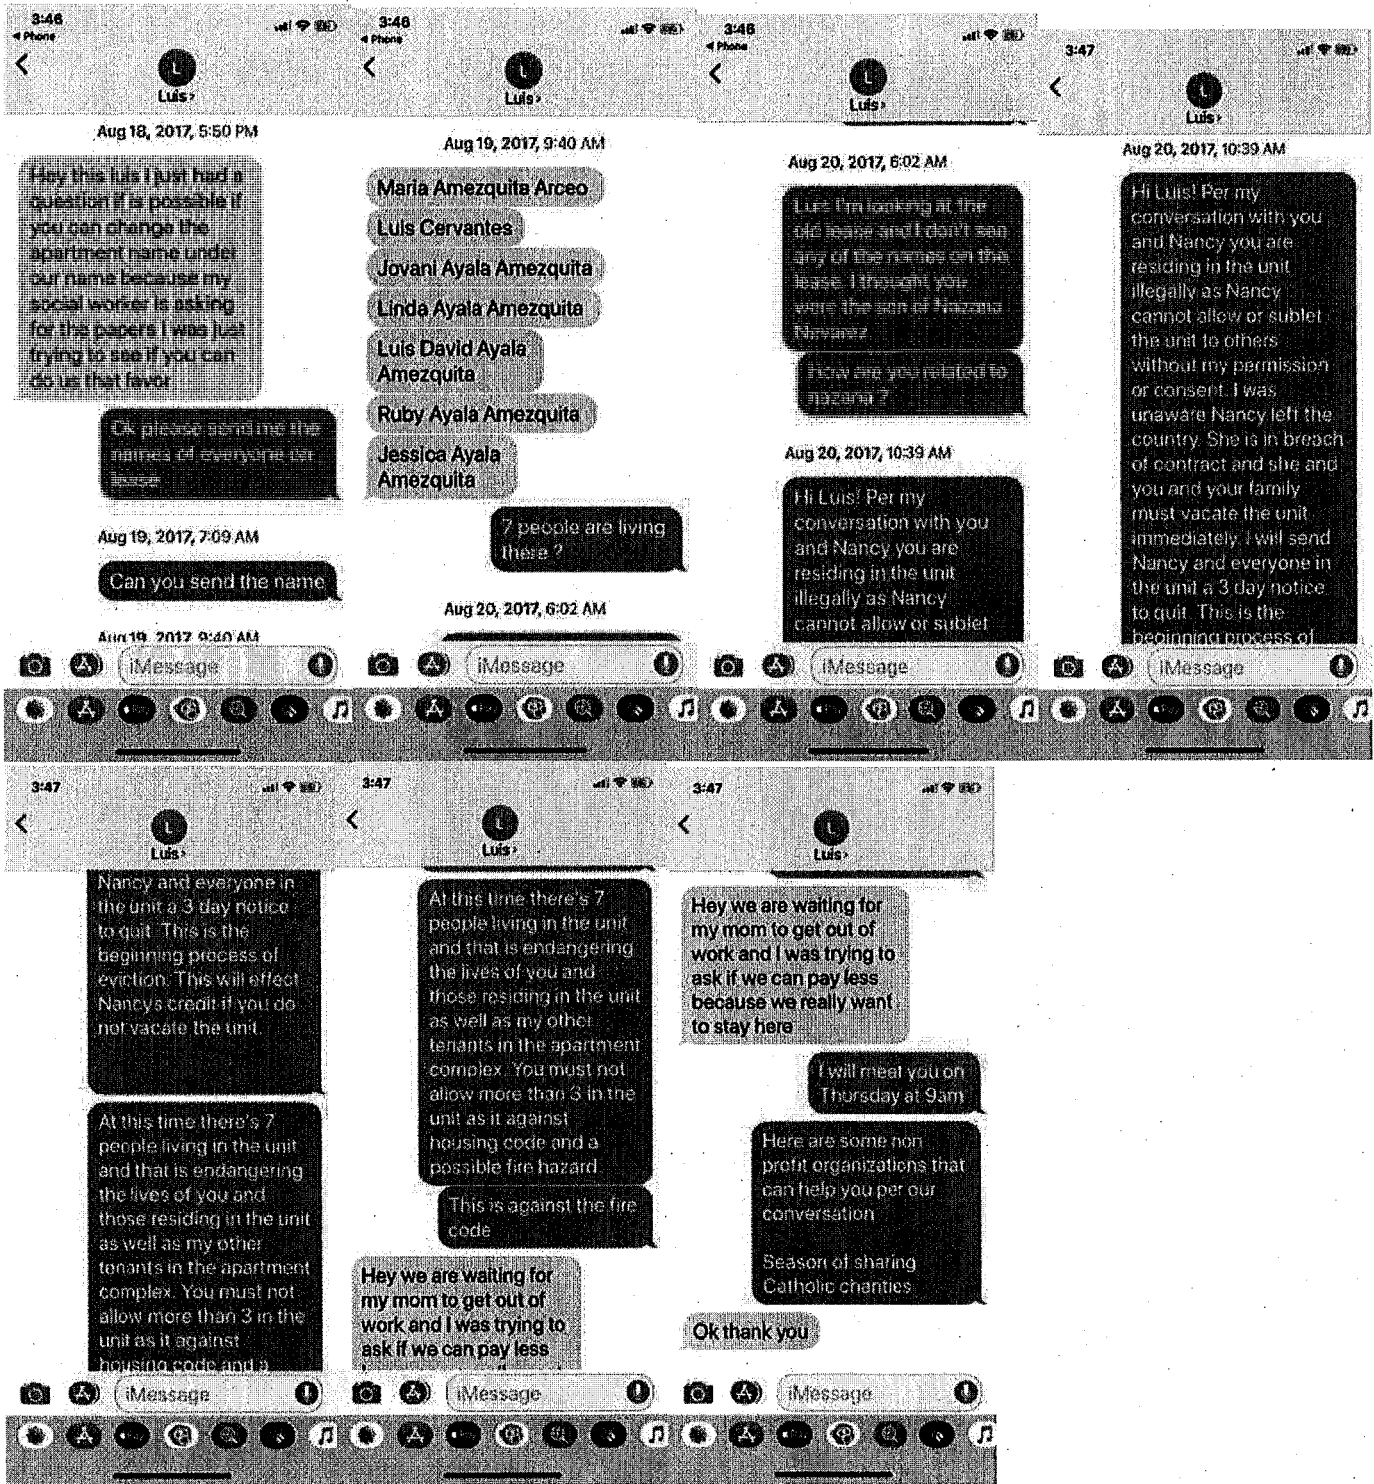 3:46
Phone
L
Luis
Aug 18, 2017, 5:50 PM
Hey this luis I just had a
question if is possible if
you can change the
apartment name under
our name because my
social worker is asking
for the papers I was just
trying to see if you can
do us that favor
Ok please send me the
names of everyone on
lease
Aug 19, 2017, 7:09 AM
Can you send the name
Aug 19, 2017, 9:40 AM
iMessage
3:46
Phone
L
Luis
Aug 19, 2017, 9:40 AM
Maria Amezquita Arceo
Luis Cervantes
Jovani Ayala Amezquita
Linda Ayala Amezquita
Luis David Ayala
Amezquita
Ruby Ayala Amezquita
Jessica Ayala
Amezquita
7 people are living
there ?
Aug 20, 2017, 6:02 AM
iMessage
3:46
Phone
L
Luis
Aug 20, 2017, 6:02 AM
Luis I'm looking at the
old lease and I don't see
any of the names on the
lease. I thought you
were the son of Nazaria
How are you related to
?
Aug 20, 2017, 10:39 AM
Hi Luis! Per my
conversation with you
and Nancy you are
residing in the unit
illegally as Nancy
cannot allow or sublet
iMessage
3:47
L
Luis
Aug 20, 2017, 10:39 AM
Hi Luis! Per my
conversation with you
and Nancy you are
residing in the unit
illegally as Nancy
cannot allow or sublet
the unit to others
without my permission
or consent. I was
unaware Nancy left the
country. She is in breach
of contract and she and
you and your family
must vacate the unit
immediately. I will send
Nancy and everyone in
the unit a 3 day notice
to quit. This is the
beginning process of
iMessage
3:47
L
Luis
Nancy and everyone in
the unit a 3 day notice
to quit. This is the
beginning process of
eviction. This will effect
Nancys credit if you do
not vacate the unit.
At this time there's 7
people living in the unit
and that is endangering
the lives of you and
those residing in the unit
as well as my other
tenants in the apartment
complex. You must not
allow more than 3 in the
unit as it against
housing code and a
iMessage
3:47
L
Luis
At this time there's 7
people living in the unit
and that is endangering
the lives of you and
those residing in the unit
as well as my other
tenants in the apartment
complex. You must not
allow more than 3 in the
unit as it against
housing code and a
possible fire hazard
This is against the fire
code
Hey we are waiting for
my mom to get out of
work and I was trying to
ask if we can pay less
iMessage
3:47
L
Luis
Hey we are waiting for
my mom to get out of
work and I was trying to
ask if we can pay less
because we really want
to stay here
I will meet you on
Thursday at 9am
Here are some non
profit organizations that
can help you per our
conversation
Season of sharing
Catholic charities
Ok thank you
iMessage